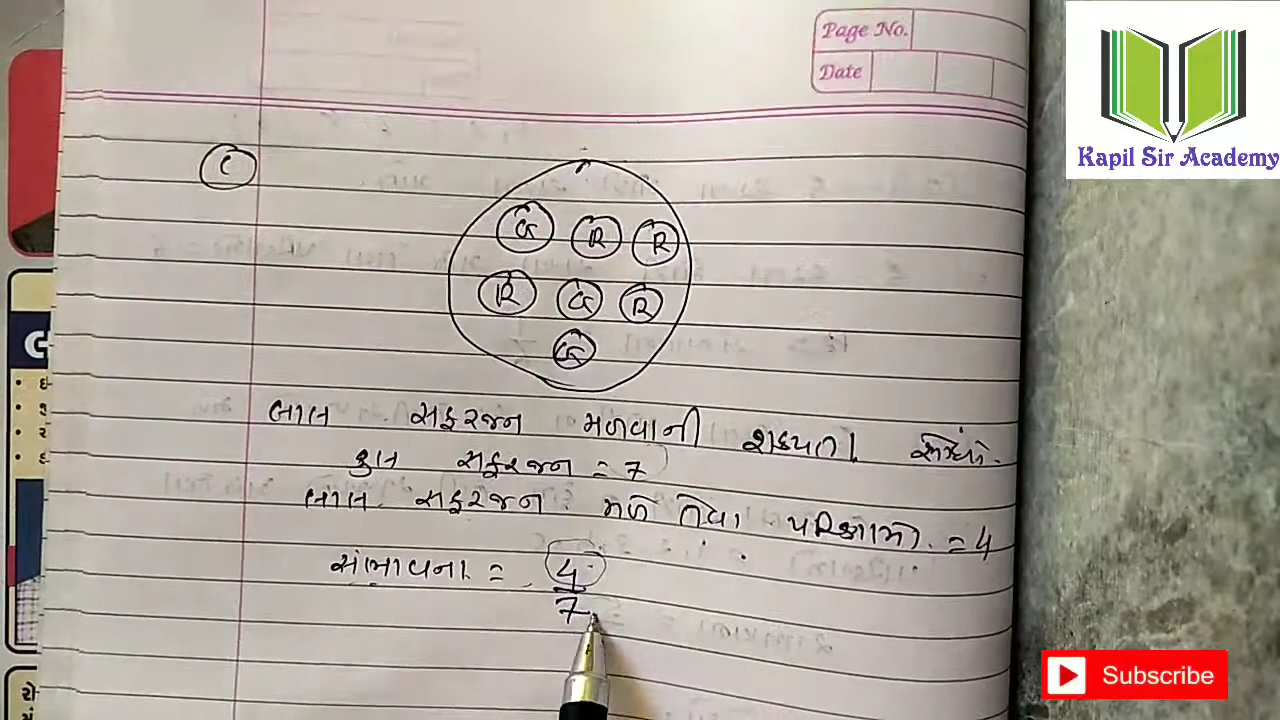 Page No.
Date
Kapil Sir Academy
C
G R R
R G R
G
લાલ સફરજન મળવાની શક્યતા શોધો.
કુલ સફરજન = 7
લાલ સફરજન મળે તેવા પરિણામો = 4
સંભાવના = 4
7
Subscribe